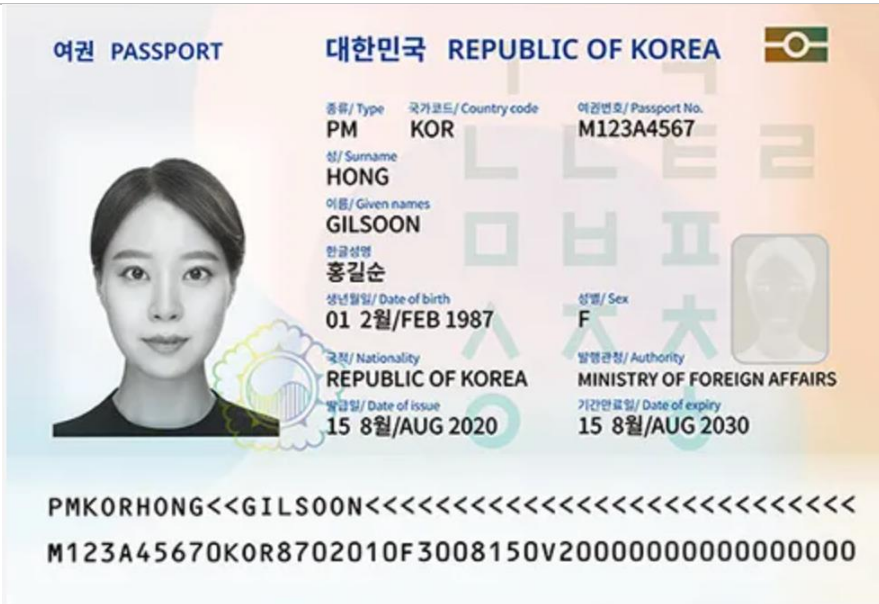 여권 PASSPORT
대한민국 REPUBLIC OF KOREA
종류/ Type 국가코드/ Country code 여권번호/ Passport No.
PM KOR M123A4567
성/ Surname
HONG
이름/ Given names
GILSOON
한글성명
홍길순
생년월일/ Date of birth 성별/ Sex
01 2월/FEB 1987 F
국적/ Nationality 발행관청/ Authority
REPUBLIC OF KOREA MINISTRY OF FOREIGN AFFAIRS
발급일/ Date of issue 기간만료일/ Date of expiry
15 8월/AUG 2020 15 8월/AUG 2030
PMKORHONG<<GILSOON<<<<<<<<<<<<<<<<<<<<<<<<<<
M123A45670KOR8702010F3008150V200000000000000000